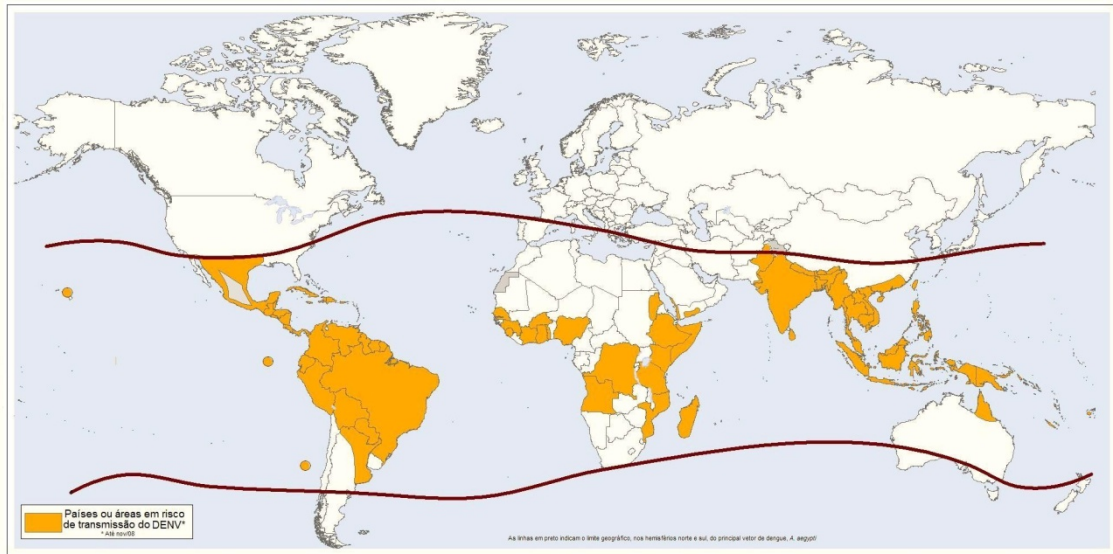 Países ou áreas em risco
de transmissão do DENV*
* Até nov/08
As linhas em preto indicam o limite geográfico, nos hemisférios norte e sul, do principal vetor de dengue, A. aegypti